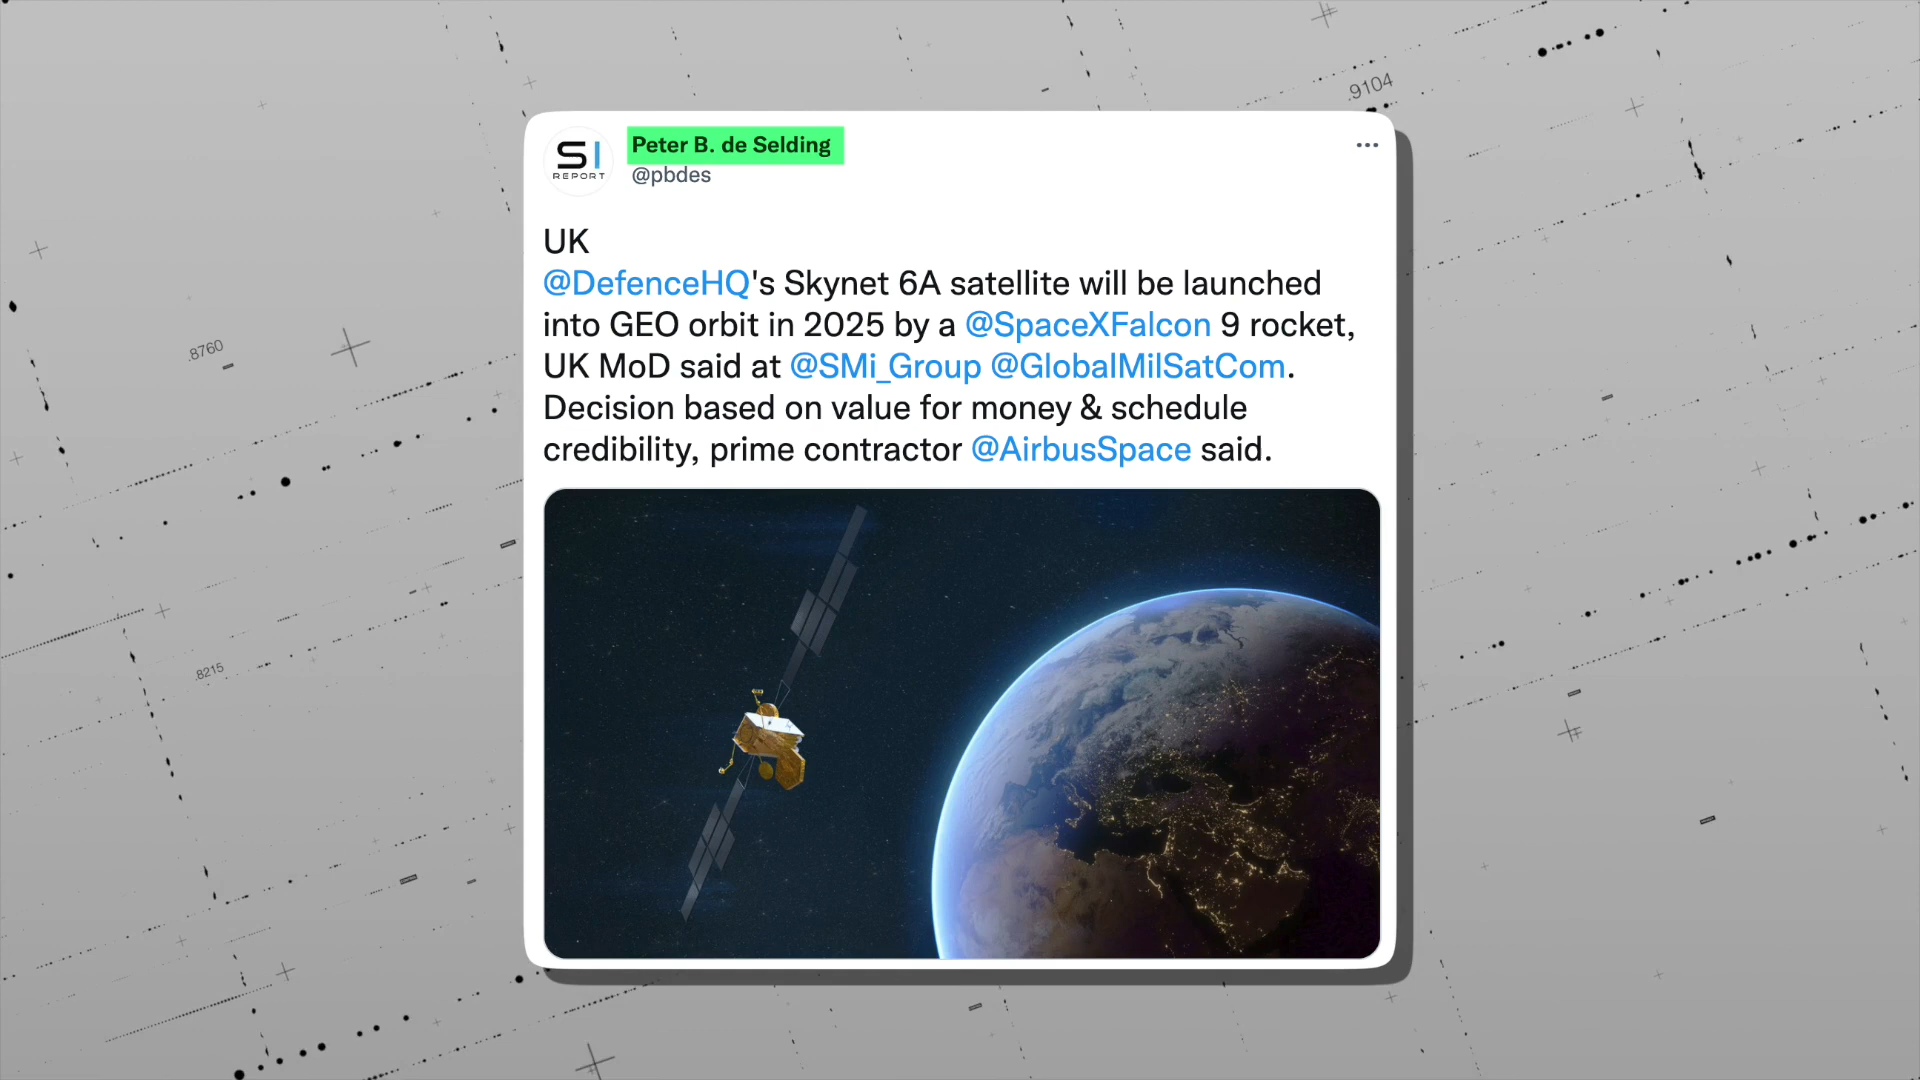 .9104
SI
REPORT
Peter B. de Selding
@pbdes
UK
@DefenceHQ's Skynet 6A satellite will be launched
into GEO orbit in 2025 by a @SpaceXFalcon 9 rocket,
UK MoD said at @SMi_Group @GlobalMilSatCom.
Decision based on value for money & schedule
credibility, prime contractor @AirbusSpace said.
.8760
.8215